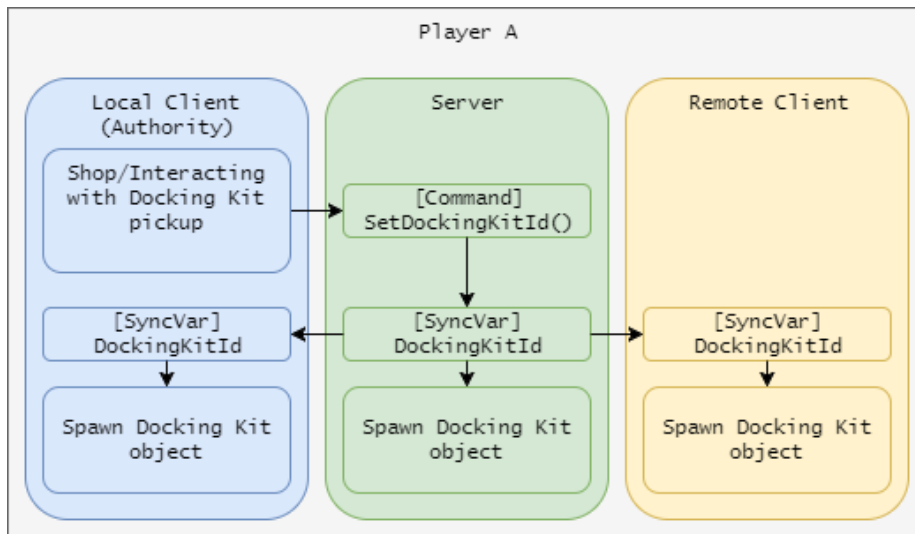 Player A
Local Client
(Authority)
Server
Remote Client
Shop/Interacting
with Docking Kit
pickup
[Command]
SetDockingKitId()
[SyncVar]
DockingKitId
[SyncVar]
DockingKitId
[SyncVar]
DockingKitId
Spawn Docking Kit
object
Spawn Docking Kit
object
Spawn Docking Kit
object